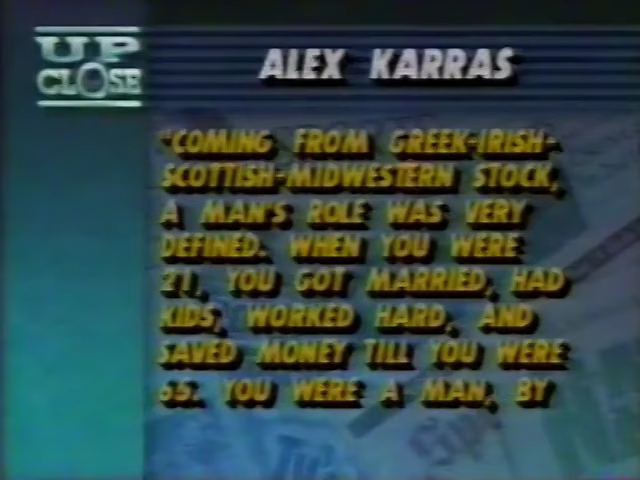 UP
CLOSE
ALEX KARRAS
"COMING FROM GREEK-IRISH-
SCOTTISH-MIDWESTERN STOCK,
A MAN'S ROLE WAS VERY
DEFINED. WHEN YOU WERE
21, YOU GOT MARRIED, HAD
KIDS, WORKED HARD, AND
SAVED MONEY TILL YOU WERE
65. YOU WERE A MAN, BY